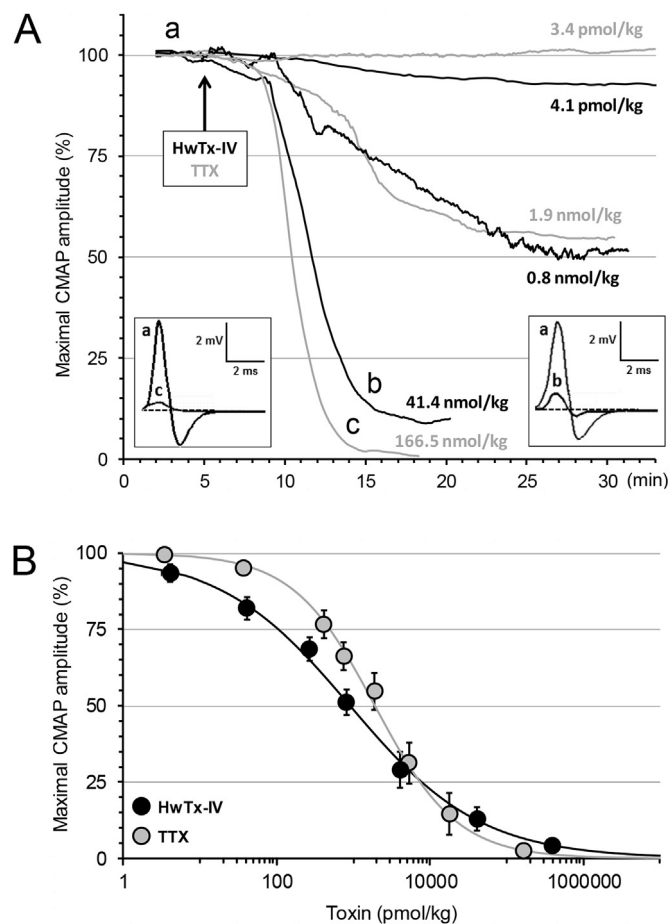 A
a
Maximal CMAP amplitude (%)
100
75
50
25
0
3.4 pmol/kg
4.1 pmol/kg
HwTx-IV
TTX
1.9 nmol/kg
0.8 nmol/kg
a
2 mV
2 ms
c
b
41.4 nmol/kg
c
166.5 nmol/kg
a
2 mV
2 ms
b
0 5 10 15 20 25 30 (min)
B
Maximal CMAP amplitude (%)
100
75
50
25
0
HwTx-IV
TTX
1 100 10000 1000000
Toxin (pmol/kg)